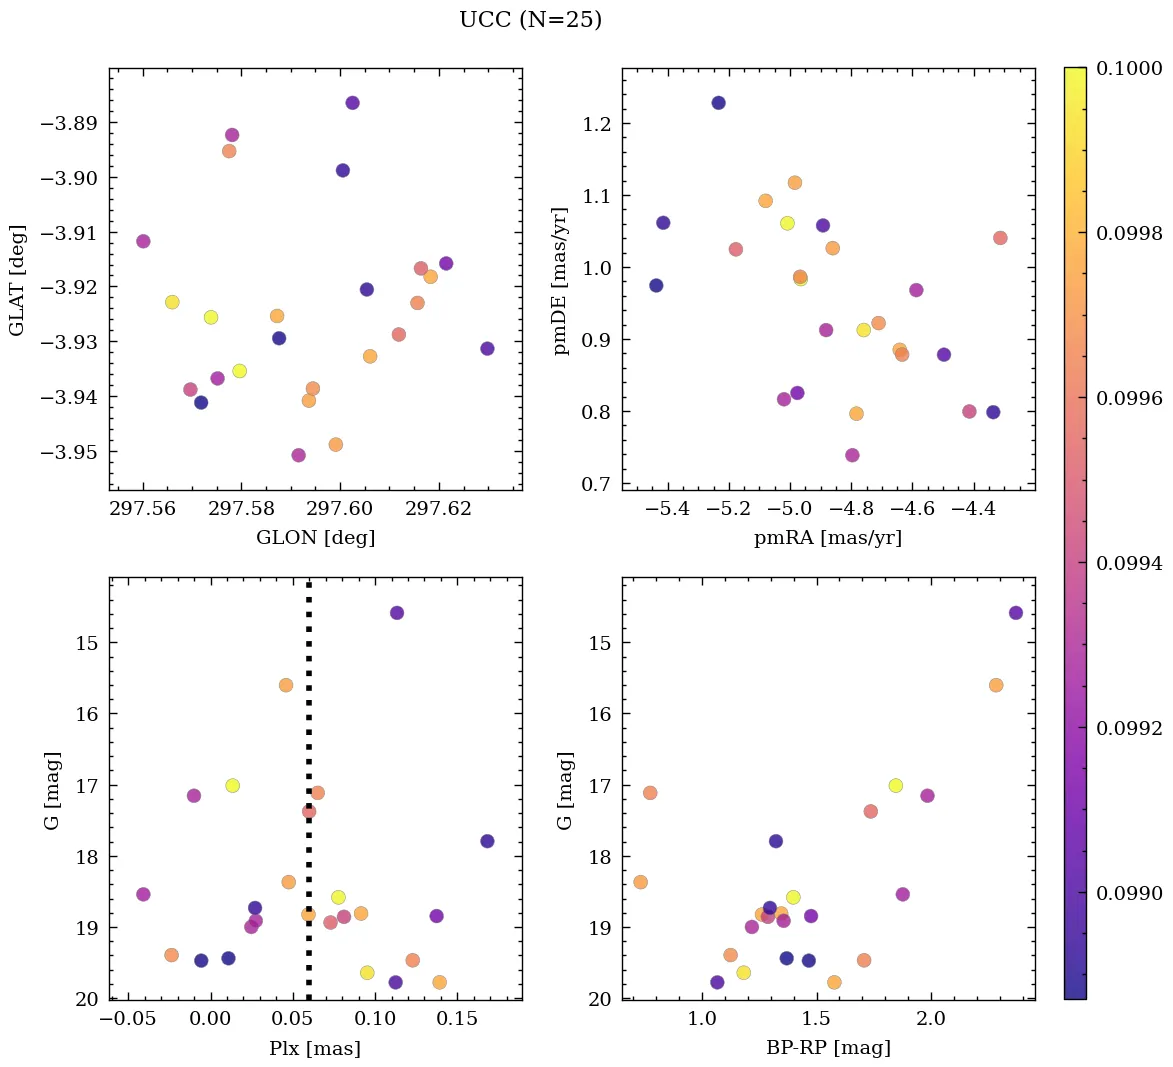 UCC (N=25)
−3.89
−3.90
−3.91
−3.92
−3.93
−3.94
−3.95
GLAT [deg]
297.56 297.58 297.60 297.62
GLON [deg]
1.2
1.1
1.0
0.9
0.8
0.7
pmDE [mas/yr]
−5.4 −5.2 −5.0 −4.8 −4.6 −4.4
pmRA [mas/yr]
15
16
17
18
19
20
G [mag]
−0.05 0.00 0.05 0.10 0.15
Plx [mas]
15
16
17
18
19
20
G [mag]
1.0 1.5 2.0
BP-RP [mag]
0.1000
0.0998
0.0996
0.0994
0.0992
0.0990